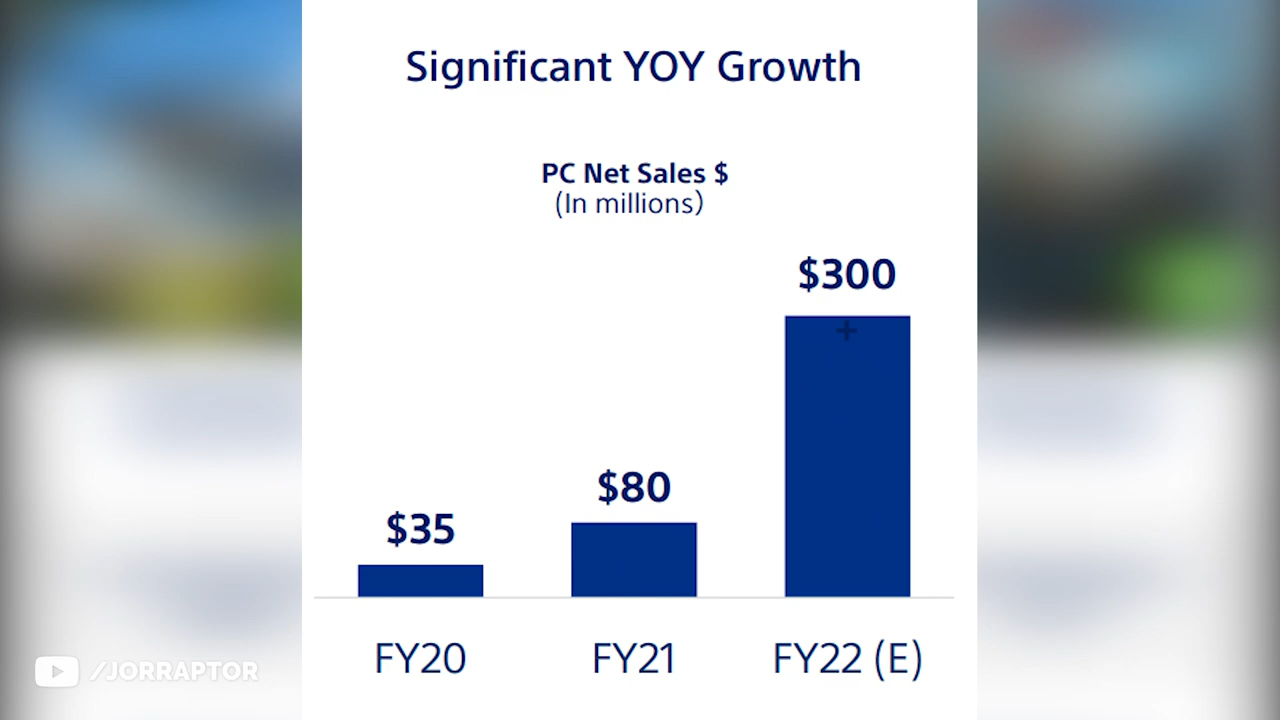 Significant YOY Growth
PC Net Sales $
(In millions)
$300
+
$80
$35
FY20 FY21 FY22 (E)
/JORRAPTOR